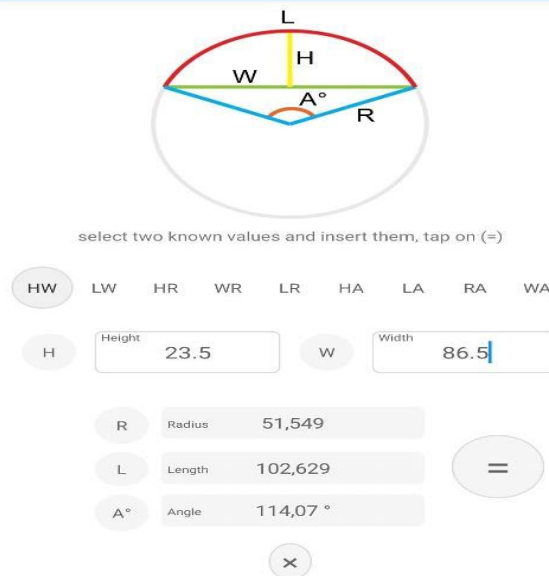 L
H
W
A°
R
select two known values and insert them, tap on (=)
HW LW HR WR LR HA LA RA WA
Height Width
H 23.5 W 86.5
R Radius 51,549
L Length 102,629
=
A° Angle 114,07 °
×